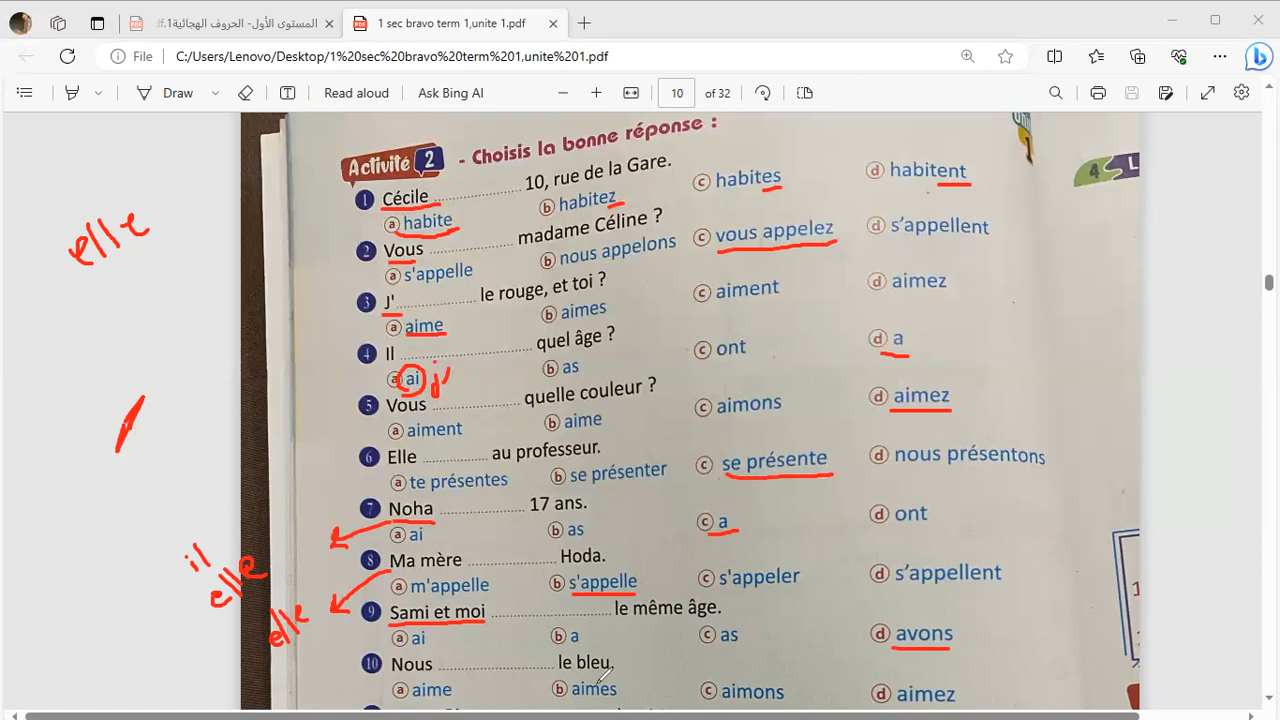 المستوى الأول- الحروف الهجائية1.pdf
1 sec bravo term 1,unite 1.pdf
File C:/Users/Lenovo/Desktop/1%20sec%20bravo%20term%201,unite%201.pdf
Draw Read aloud Ask Bing AI 10 of 32
Activité 2 - Choisis la bonne réponse :
1 Cécile .................... 10, rue de la Gare.
a habite b habitez c habites d habitent
2 Vous .................... madame Céline ?
a s'appelle b nous appelons c vous appelez d s'appellent
3 J' .................... le rouge, et toi ?
a aime b aimes c aiment d aimez
4 Il .................... quel âge ?
a ai j' b as c ont d a
5 Vous .................... quelle couleur ?
a aiment b aime c aimons d aimez
6 Elle .................... au professeur.
a te présentes b se présenter c se présente d nous présentons
7 Noha .................... 17 ans.
a ai b as c a d ont
8 Ma mère .................... Hoda.
a m'appelle b s'appelle c s'appeler d s'appellent
9 Sami et moi .................... le même âge.
a ai b a c as d avons
10 Nous .................... le bleu.
a aime b aimes c aimons d aimez
elle
il
elle
elle
4 L